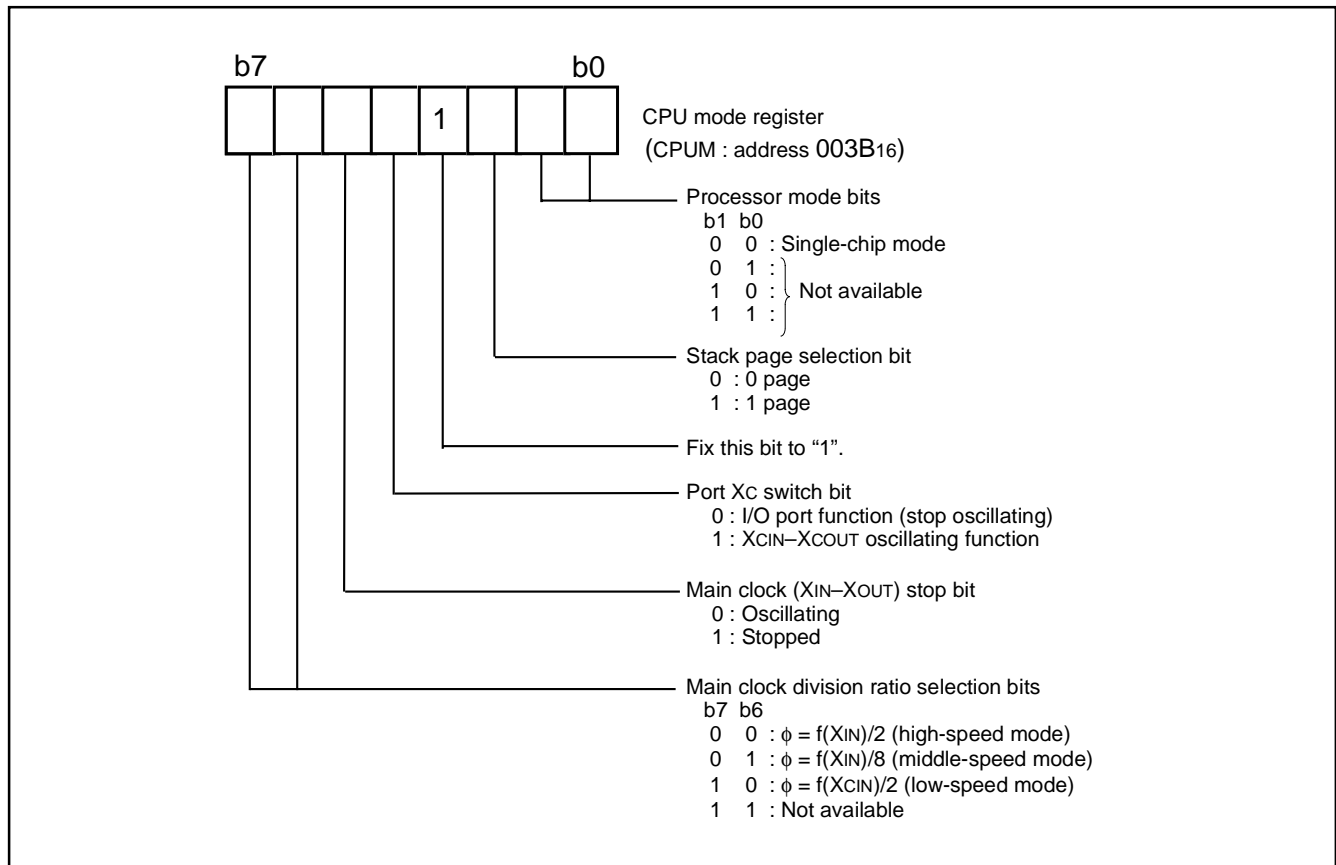 b7 b0
1
CPU mode register
(CPUM : address 003B16)
Processor mode bits
b1 b0
0 0 : Single-chip mode
0 1 :
1 0 : Not available
1 1 :
Stack page selection bit
0 : 0 page
1 : 1 page
Fix this bit to “1”.
Port XC switch bit
0 : I/O port function (stop oscillating)
1 : XCIN–XCOUT oscillating function
Main clock (XIN–XOUT) stop bit
0 : Oscillating
1 : Stopped
Main clock division ratio selection bits
b7 b6
0 0 : ϕ = f(XIN)/2 (high-speed mode)
0 1 : ϕ = f(XIN)/8 (middle-speed mode)
1 0 : ϕ = f(XCIN)/2 (low-speed mode)
1 1 : Not available